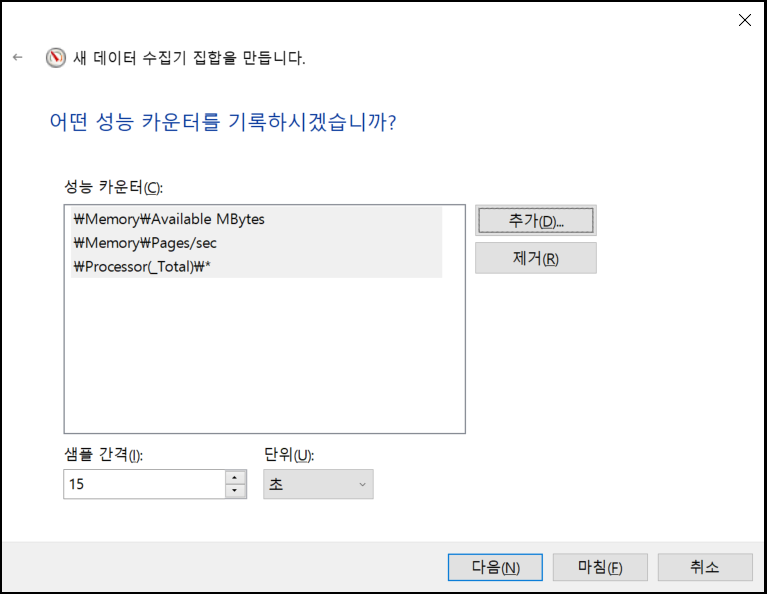 새 데이터 수집기 집합을 만듭니다.
어떤 성능 카운터를 기록하시겠습니까?
성능 카운터(C):
₩Memory₩Available MBytes
₩Memory₩Pages/sec
₩Processor(_Total)₩*
추가(D)...
제거(R)
샘플 간격(I):
단위(U):
15
초
다음(N)
마침(F)
취소